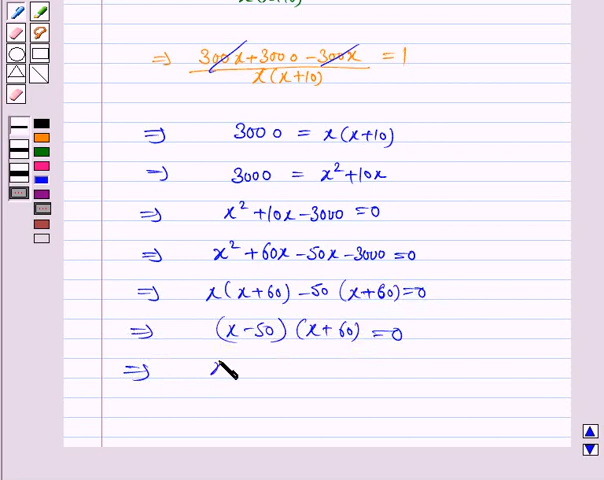 x(x+10)
⇒ 300x+3000-300x / x(x+10) = 1
⇒ 3000 = x(x+10)
⇒ 3000 = x²+10x
⇒ x²+10x-3000=0
⇒ x²+60x-50x-3000=0
⇒ x(x+60)-50(x+60)=0
⇒ (x-50)(x+60)=0
⇒ x